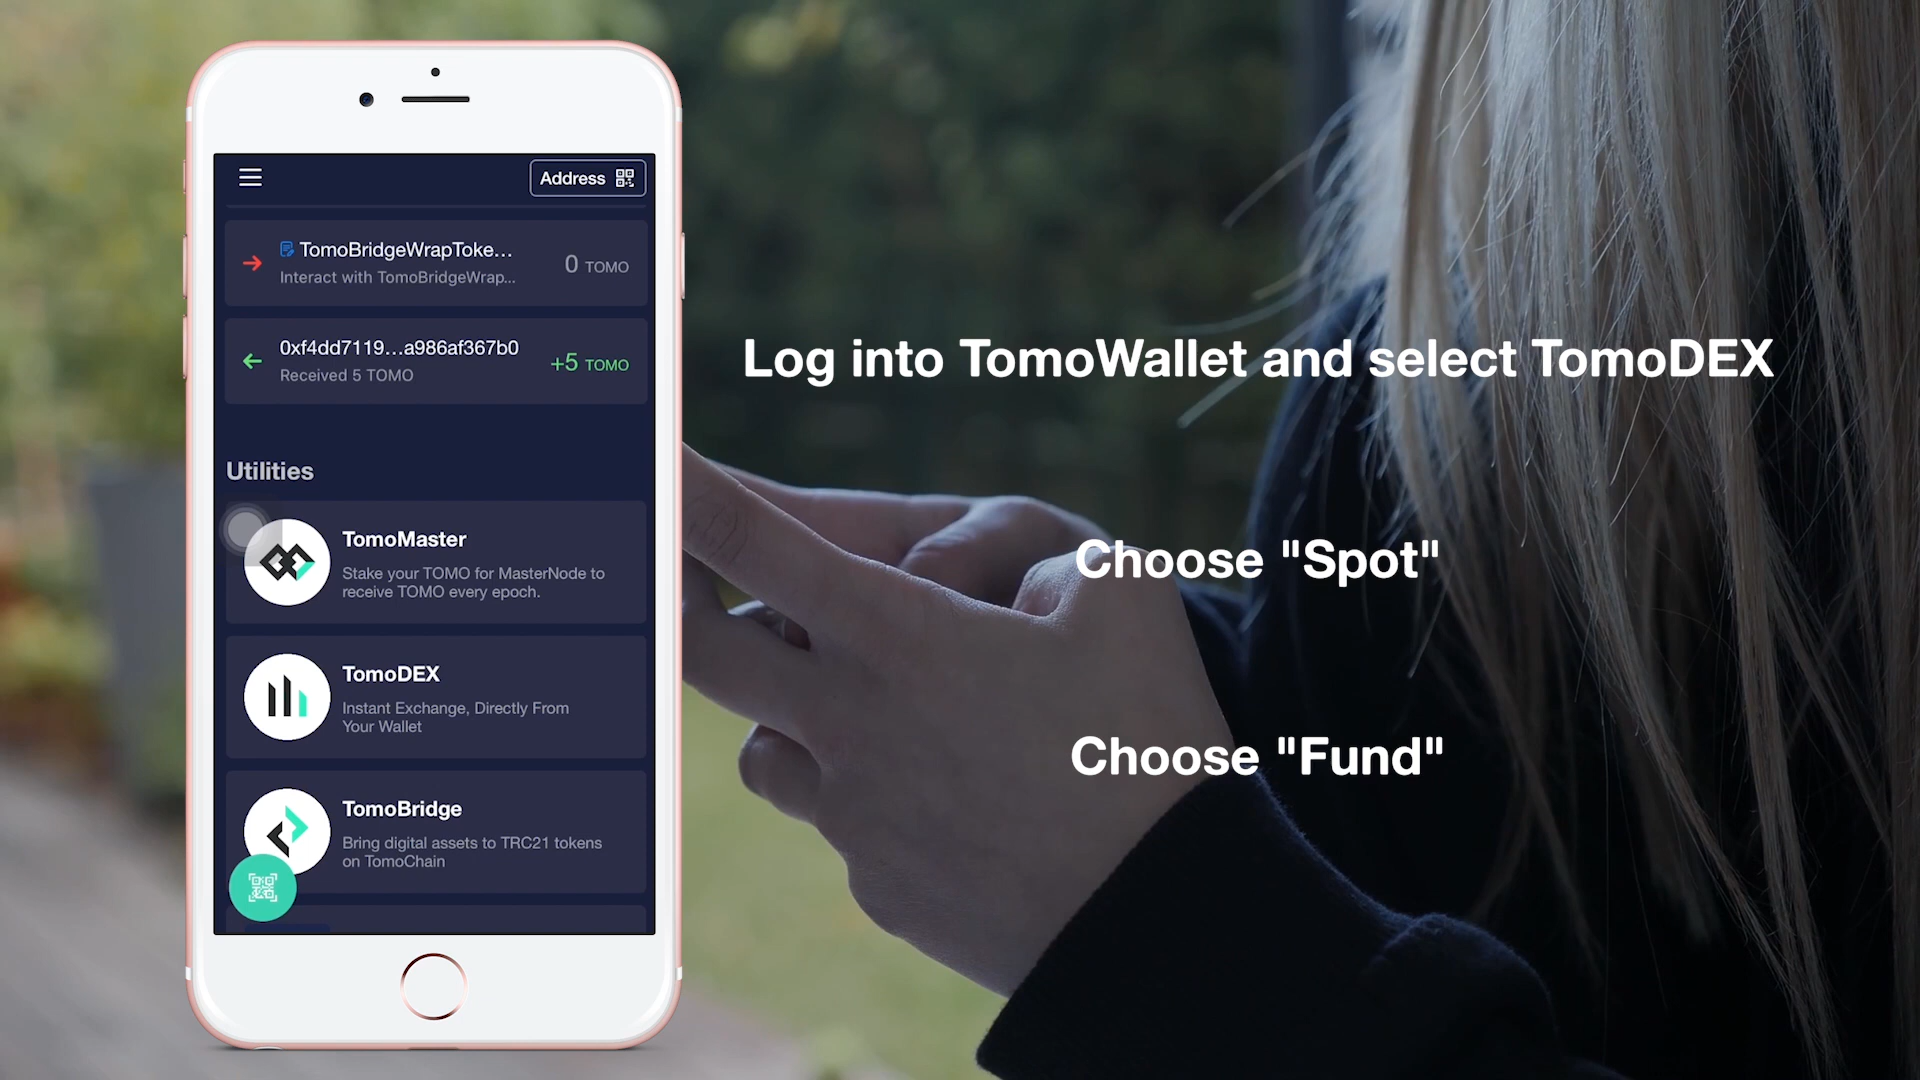 Address
TomoBridgeWrapToke...
Interact with TomoBridgeWrap...
0 TOMO
0xf4dd7119...a986af367b0
Received 5 TOMO
+5 TOMO
Utilities
TomoMaster
Stake your TOMO for MasterNode to
receive TOMO every epoch.
TomoDEX
Instant Exchange, Directly From
Your Wallet
TomoBridge
Bring digital assets to TRC21 tokens
on TomoChain
Log into TomoWallet and select TomoDEX
Choose "Spot"
Choose "Fund"